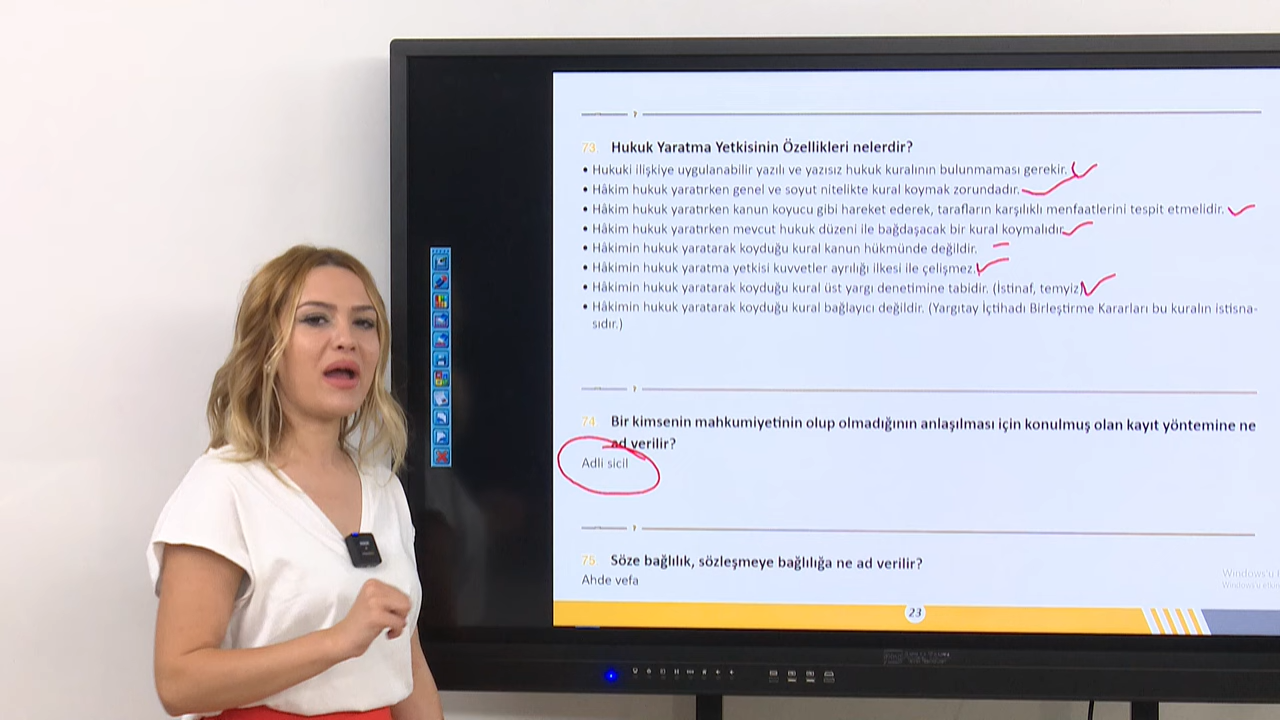 73. Hukuk Yaratma Yetkisinin Özellikleri nelerdir?
• Hukuki ilişkiye uygulanabilir yazılı ve yazısız hukuk kuralının bulunmaması gerekir.
• Hâkim hukuk yaratırken genel ve soyut nitelikte kural koymak zorundadır.
• Hâkim hukuk yaratırken kanun koyucu gibi hareket ederek, tarafların karşılıklı menfaatlerini tespit etmelidir.
• Hâkim hukuk yaratırken mevcut hukuk düzeni ile bağdaşacak bir kural koymalıdır.
• Hâkimin hukuk yaratarak koyduğu kural kanun hükmünde değildir.
• Hâkimin hukuk yaratma yetkisi kuvvetler ayrılığı ilkesi ile çelişmez.
• Hâkimin hukuk yaratarak koyduğu kural üst yargı denetimine tabidir. (İstinaf, temyiz)
• Hâkimin hukuk yaratarak koyduğu kural bağlayıcı değildir. (Yargıtay İçtihadı Birleştirme Kararları bu kuralın istisna-
sıdır.)
74. Bir kimsenin mahkumiyetinin olup olmadığının anlaşılması için konulmuş olan kayıt yöntemine ne
ad verilir?
Adli sicil
75. Söze bağlılık, sözleşmeye bağlılığa ne ad verilir?
Ahde vefa
23